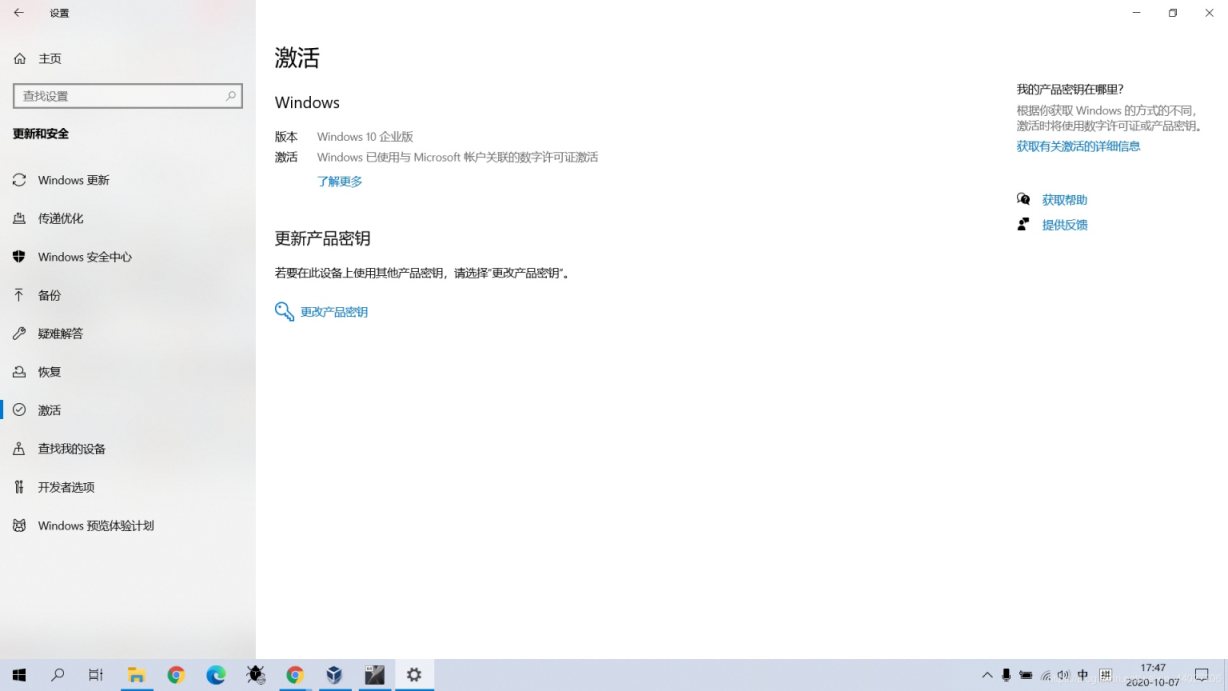 设置
主页
查找设置
更新和安全
Windows 更新
传递优化
Windows 安全中心
备份
疑难解答
恢复
激活
查找我的设备
开发者选项
Windows 预览体验计划
激活
Windows
版本 Windows 10 企业版
激活 Windows 已使用与 Microsoft 帐户关联的数字许可证激活
了解更多
更新产品密钥
若要在此设备上使用其他产品密钥，请选择"更改产品密钥"。
更改产品密钥
我的产品密钥在哪里?
根据你获取 Windows 的方式的不同，
激活时将使用数字许可证或产品密钥。
获取有关激活的详细信息
获取帮助
提供反馈
中 拼
17:47
2020-10-07